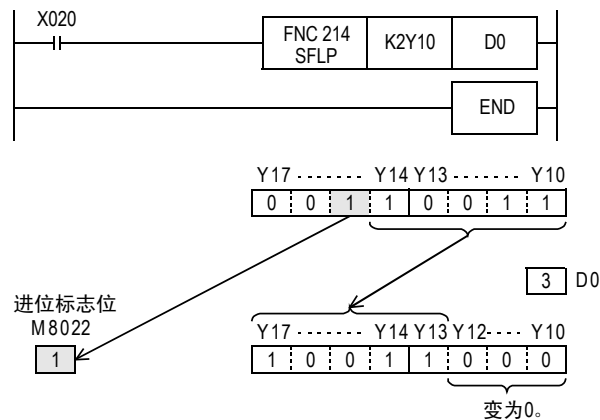 X020
FNC 214
SFLP
K2Y10
D0
END
Y17 ------- Y14 Y13 ------- Y10
0 0 1 1 0 0 1 1
3 D0
进位标志位
M8022
1
Y17 ------- Y14 Y13 Y12 ---- Y10
1 0 0 1 1 0 0 0
变为0。